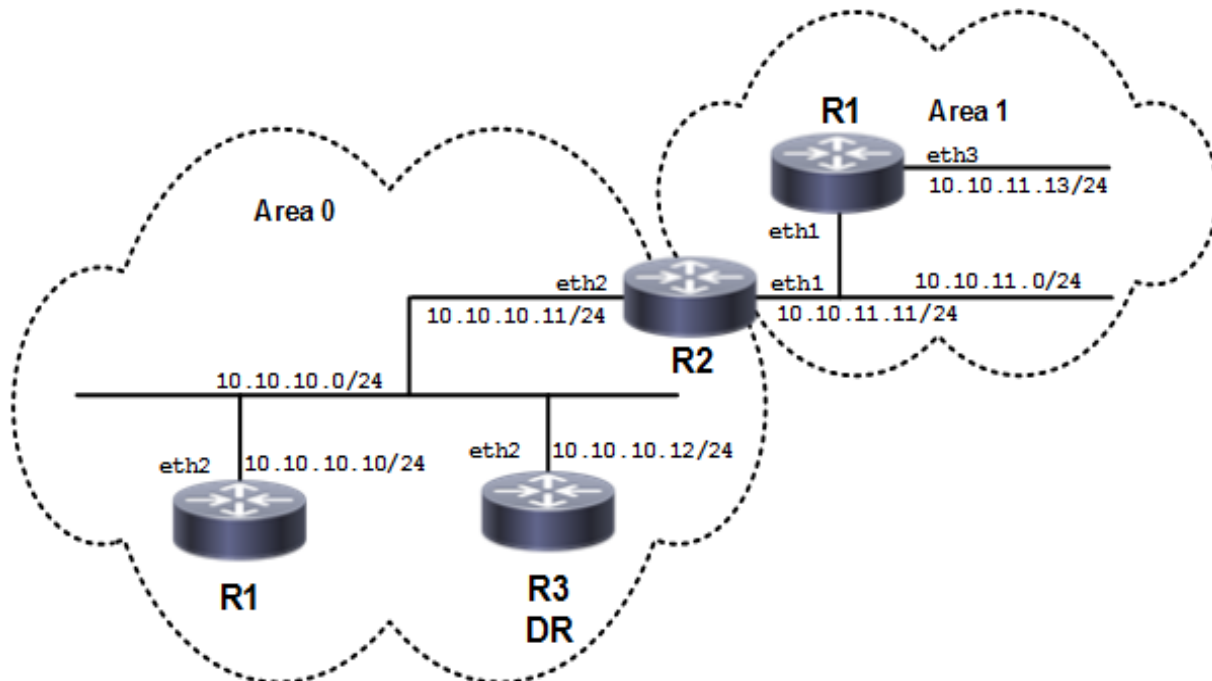 R1
Area 1
eth3
10.10.11.13/24
eth1
Area 0
eth2
10.10.10.11/24
R2
eth1
10.10.11.11/24
10.10.11.0/24
10.10.10.0/24
eth2
10.10.10.10/24
R1
eth2
10.10.10.12/24
R3
DR